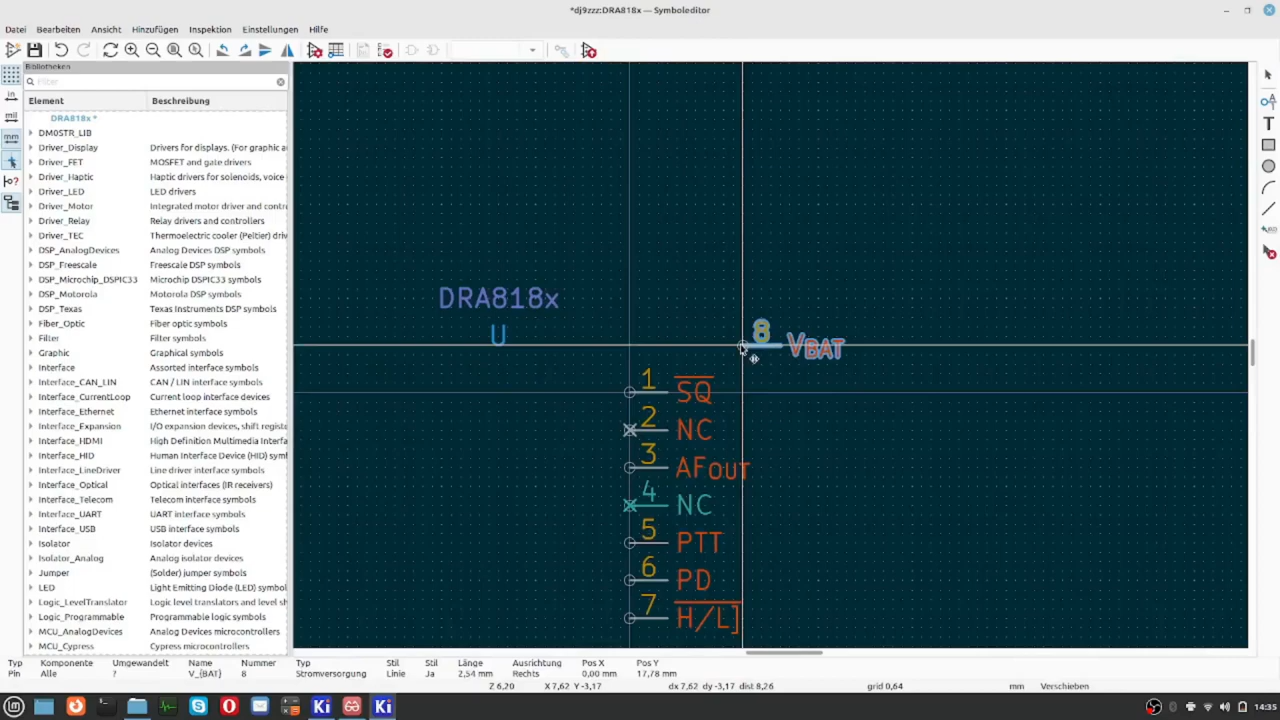 *dj9zzz:DRA818x — Symboleditor
Datei Bearbeiten Ansicht Hinzufügen Inspektion Einstellungen Hilfe
Bibliotheken
Filter
Element Beschreibung
DRA818x *
DM0STR_LIB
Driver_Display Drivers for displays. (For graphic a
Driver_FET MOSFET and gate drivers
Driver_Haptic Haptic drivers for solenoids, voice
Driver_LED LED drivers
Driver_Motor Integrated motor driver and contr
Driver_Relay Relay drivers and controllers
Driver_TEC Thermoelectric cooler (Peltier) driv
DSP_AnalogDevices Analog Devices DSP symbols
DSP_Freescale Freescale DSP symbols
DSP_Microchip_DSPIC33 Microchip DSPIC33 symbols
DSP_Motorola Motorola DSP symbols
DSP_Texas Texas Instruments DSP symbols
Fiber_Optic Fiber optic symbols
Filter Filter symbols
Graphic Graphical symbols
Interface Assorted interface symbols
Interface_CAN_LIN CAN / LIN interface symbols
Interface_CurrentLoop Current loop interface devices
Interface_Ethernet Ethernet interface symbols
Interface_Expansion I/O expansion devices, shift registe
Interface_HDMI High Definition Multimedia Interfa
Interface_HID Human Interface Device (HID) symb
Interface_LineDriver Line driver interface symbols
Interface_Optical Optical interfaces (IR receivers)
Interface_Telecom Telecom interface symbols
Interface_UART UART interface symbols
Interface_USB USB interface symbols
Isolator Isolator devices
Isolator_Analog Analog isolator devices
Jumper (Solder) jumper symbols
LED Light Emitting Diode (LED) symbol
Logic_LevelTranslator Logic level translators and level sh
Logic_Programmable Programmable logic symbols
MCU_AnalogDevices Analog Devices microcontrollers
MCU_Cypress Cypress microcontrollers
in
mil
mm
DRA818x
U
8 VBAT
1 SQ
2 NC
3 AFOUT
4 NC
5 PTT
6 PD
7 H/L]
Typ Komponente Umgewandelt Name Nummer Typ Stil Stil Länge Ausrichtung Pos X Pos Y
Pin Alle ? V_{BAT} 8 Stromversorgung Linie Ja 2,54 mm Rechts 0,00 mm 17,78 mm
Z 6,20 X 7,62 Y -3,17 dx 7,62 dy -3,17 dist 8,26 grid 0,64 mm Verschieben
Ki Ki 14:35